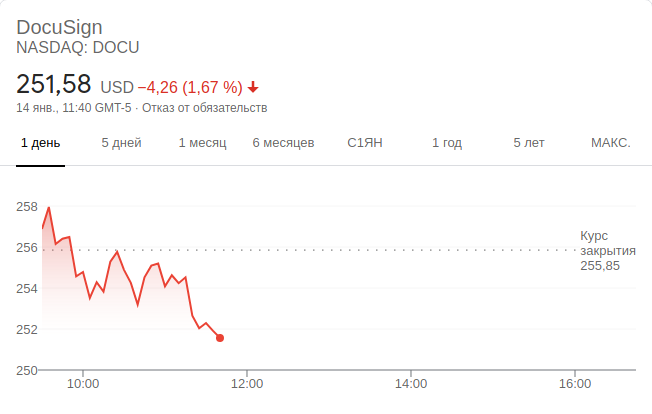 DocuSign
NASDAQ: DOCU
251,58 USD −4,26 (1,67 %)
14 янв., 11:40 GMT-5 · Отказ от обязательств
1 день 5 дней 1 месяц 6 месяцев С1ЯН 1 год 5 лет МАКС.
258
256
254
252
250
Курс
закрытия
255,85
10:00 12:00 14:00 16:00